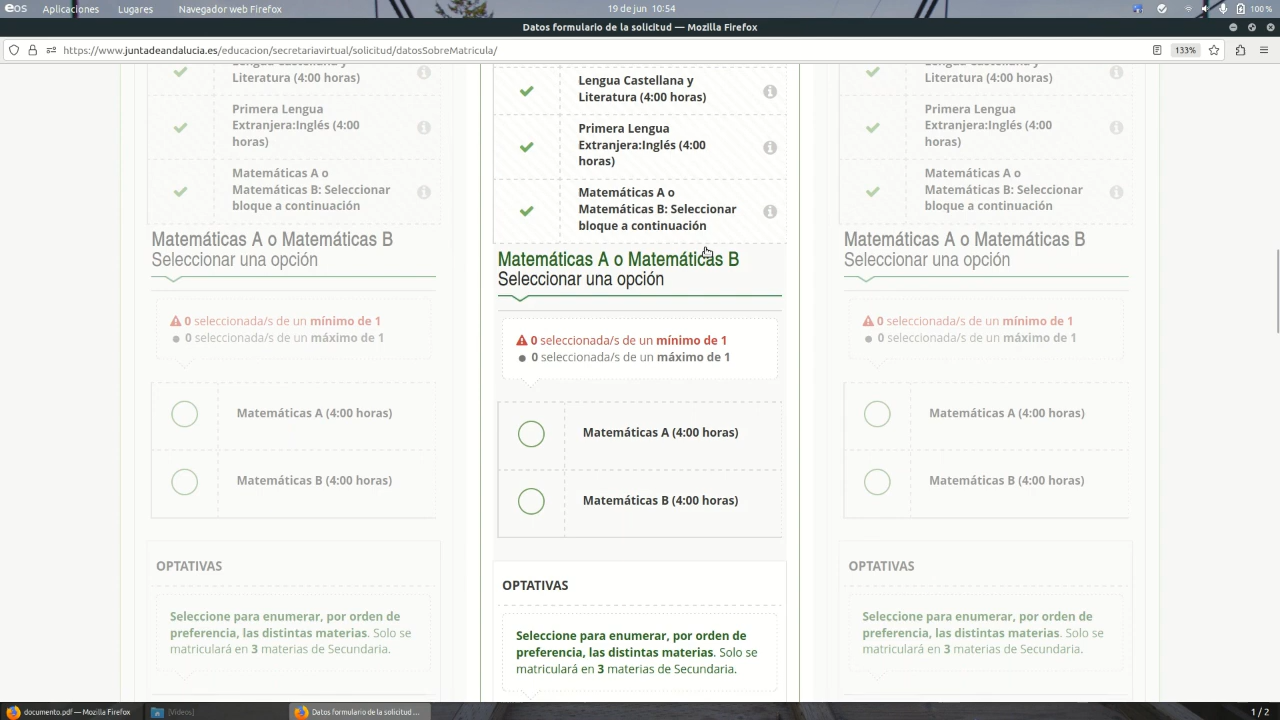 eos Aplicaciones Lugares Navegador web Firefox 19 de jun 10:54 100 %
Datos formulario de la solicitud — Mozilla Firefox
https://www.juntadeandalucia.es/educacion/secretariavirtual/solicitud/datosSobreMatricula/ 133%
Lengua Castellana y
Literatura (4:00 horas)
Primera Lengua
Extranjera:Inglés (4:00
horas)
Matemáticas A o
Matemáticas B: Seleccionar
bloque a continuación
Matemáticas A o Matemáticas B
Seleccionar una opción
0 seleccionada/s de un mínimo de 1
0 seleccionada/s de un máximo de 1
Matemáticas A (4:00 horas)
Matemáticas B (4:00 horas)
OPTATIVAS
Seleccione para enumerar, por orden de
preferencia, las distintas materias. Solo se
matriculará en 3 materias de Secundaria.
Lengua Castellana y
Literatura (4:00 horas)
Primera Lengua
Extranjera:Inglés (4:00
horas)
Matemáticas A o
Matemáticas B: Seleccionar
bloque a continuación
Matemáticas A o Matemáticas B
Seleccionar una opción
0 seleccionada/s de un mínimo de 1
0 seleccionada/s de un máximo de 1
Matemáticas A (4:00 horas)
Matemáticas B (4:00 horas)
OPTATIVAS
Seleccione para enumerar, por orden de
preferencia, las distintas materias. Solo se
matriculará en 3 materias de Secundaria.
Lengua Castellana y
Literatura (4:00 horas)
Primera Lengua
Extranjera:Inglés (4:00
horas)
Matemáticas A o
Matemáticas B: Seleccionar
bloque a continuación
Matemáticas A o Matemáticas B
Seleccionar una opción
0 seleccionada/s de un mínimo de 1
0 seleccionada/s de un máximo de 1
Matemáticas A (4:00 horas)
Matemáticas B (4:00 horas)
OPTATIVAS
Seleccione para enumerar, por orden de
preferencia, las distintas materias. Solo se
matriculará en 3 materias de Secundaria.
documento.pdf — Mozilla Firefox [Videos] Datos formulario de la solicitud ... 1 / 2